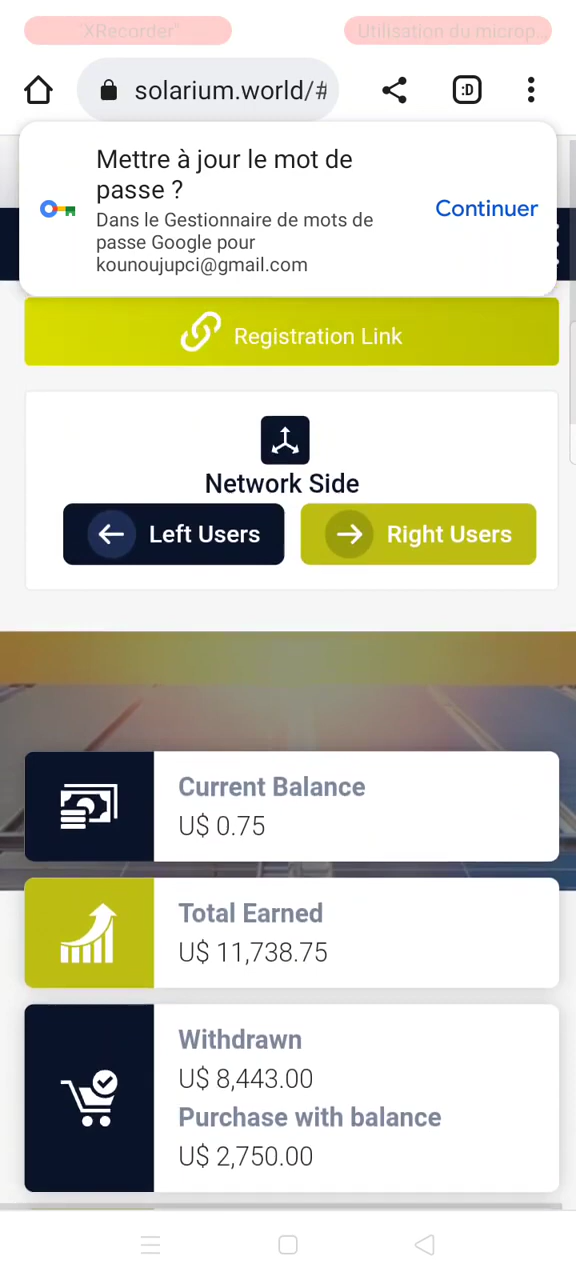 XRecorder"
Utilisation du microp...
solarium.world/#
:D
Mettre à jour le mot de
passe ?
Dans le Gestionnaire de mots de
passe Google pour
kounoujupci@gmail.com
Continuer
Registration Link
Network Side
Left Users
Right Users
Current Balance
U$ 0.75
Total Earned
U$ 11,738.75
Withdrawn
U$ 8,443.00
Purchase with balance
U$ 2,750.00